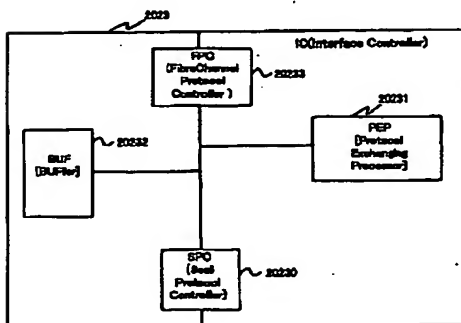 2023
IC(Interface Controller)
FPC
(FibreChannel
Protocol
Controller )
20233
20231
PEP
[Protocol
Exchanging
Processor]
20232
BUF
[BUFfer]
SPC
(Scsi
Protocol
Controller)
20230